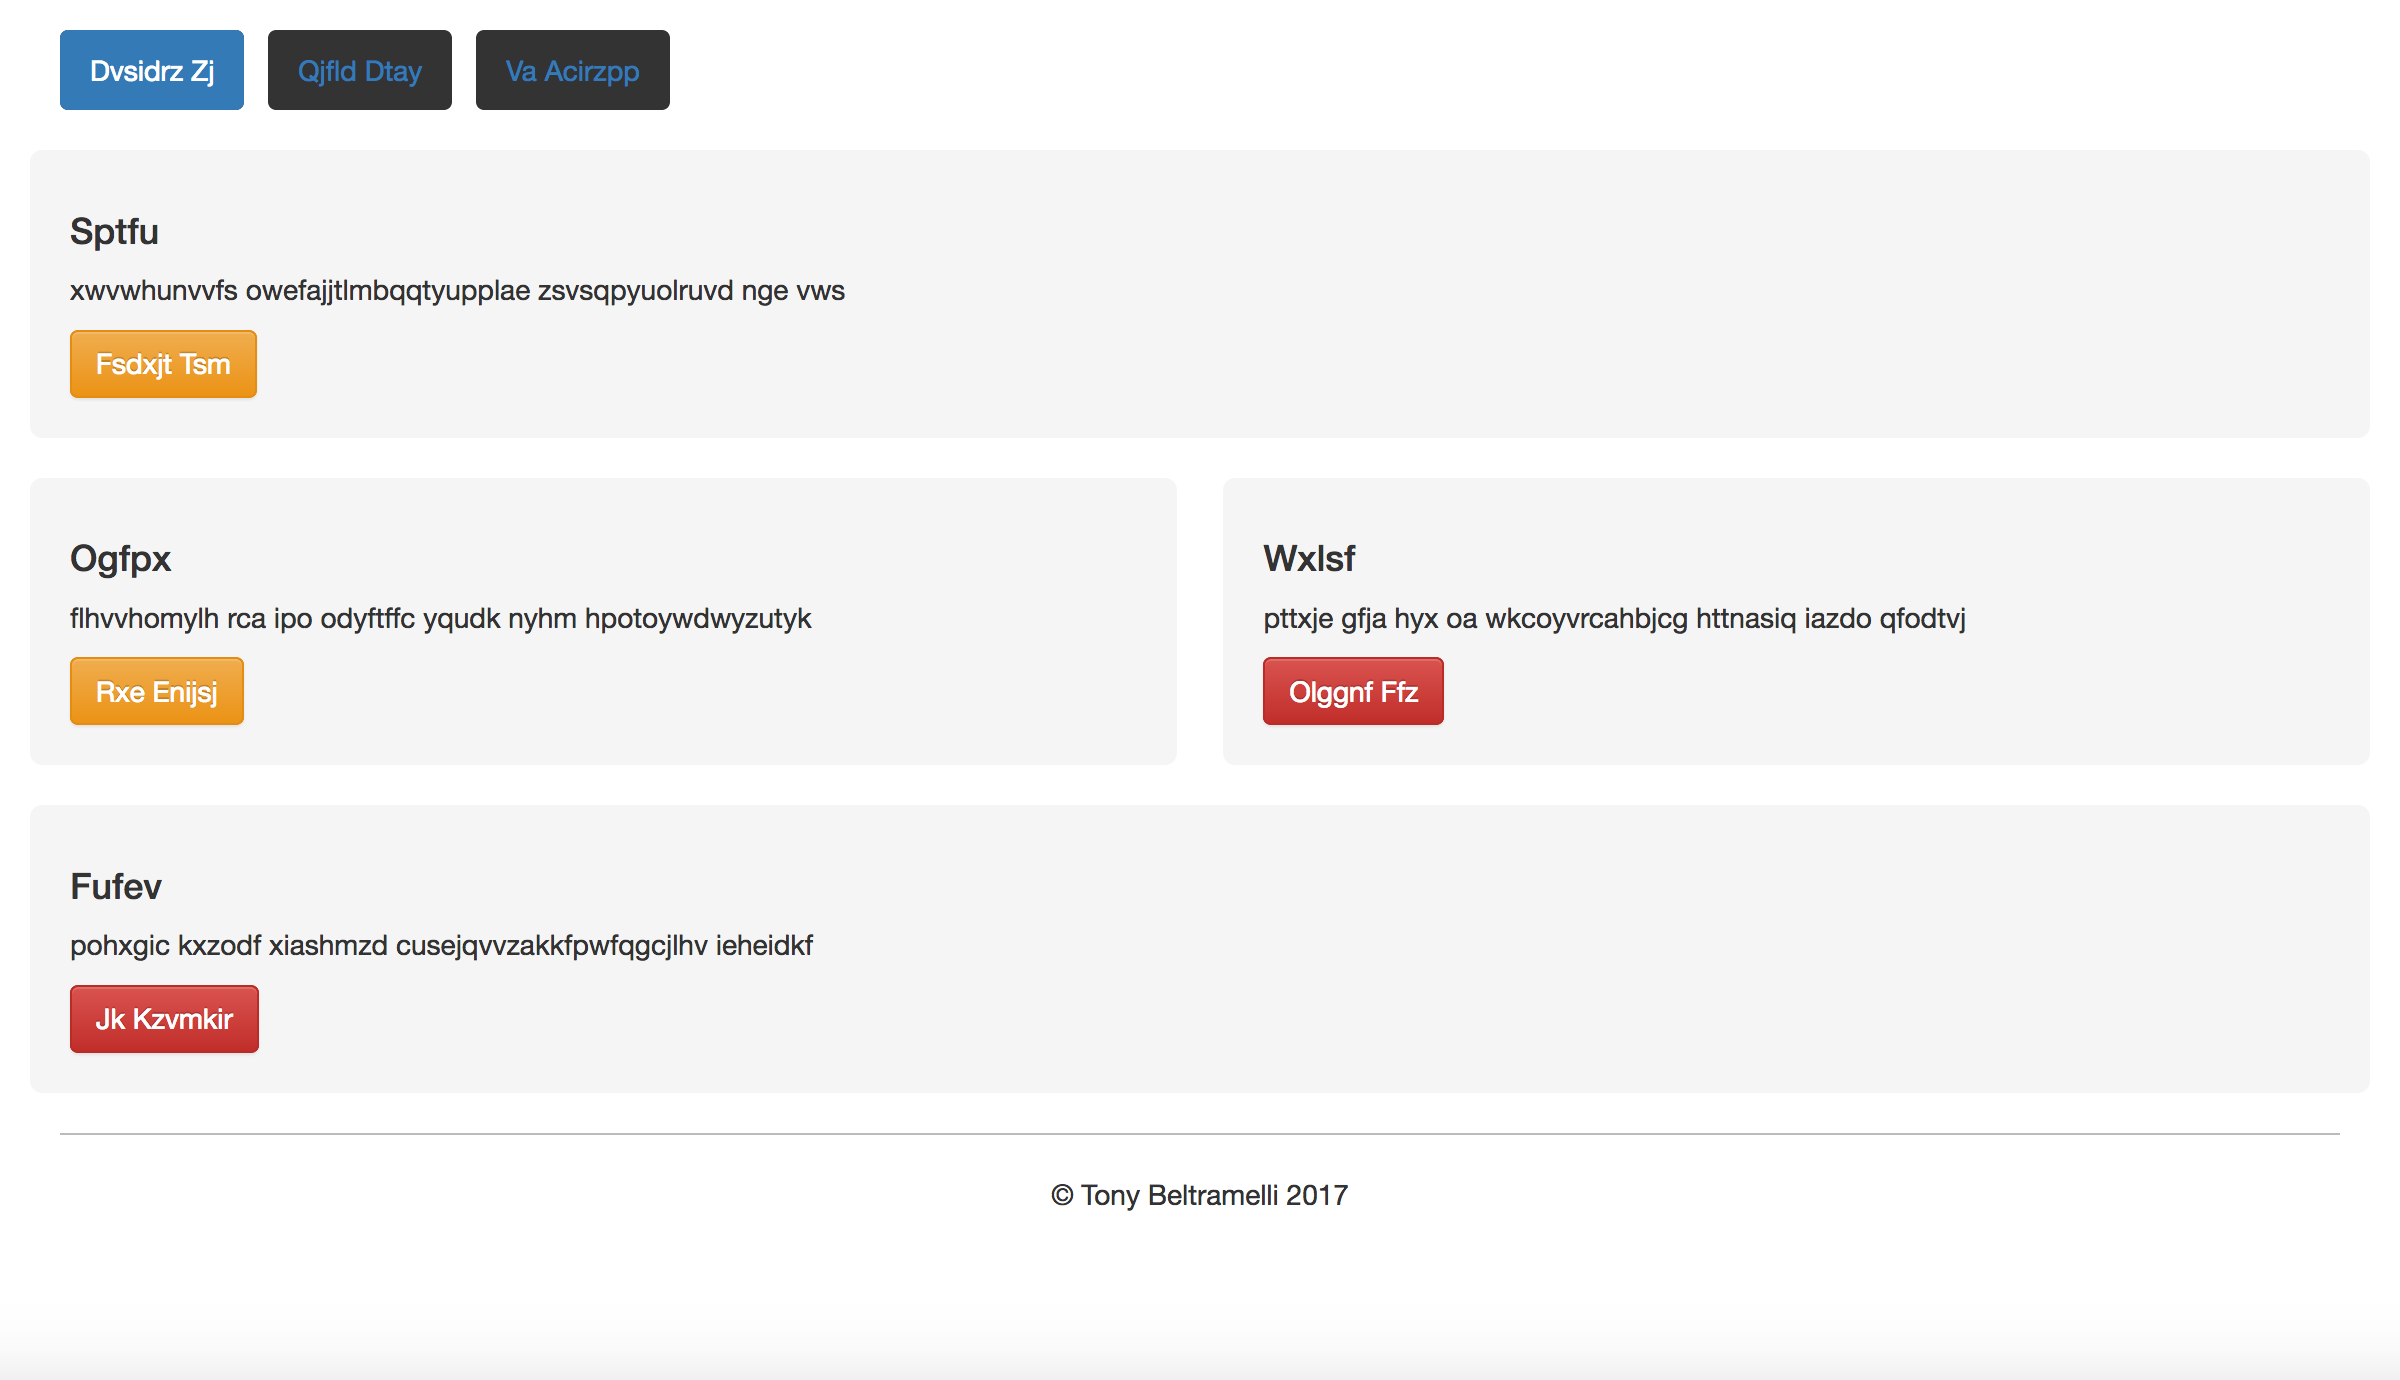 Dvsidrz Zj Qjfld Dtay Va Acirzpp
Sptfu
xwvwhunvvfs owefajjtlmbqqtyupplae zsvsqpyuolruvd nge vws
Fsdxjt Tsm
Ogfpx
flhvvhomylh rca ipo odyftffc yqudk nyhm hpotoywdwyzutyk
Rxe Enijsj
Wxlsf
pttxje gfja hyx oa wkcoyvrcahbjcg httnasiq iazdo qfodtvj
Olggnf Ffz
Fufev
pohxgic kxzodf xiashmzd cusejqvvzakkfpwfqgcjlhv ieheidkf
Jk Kzvmkir
© Tony Beltramelli 2017